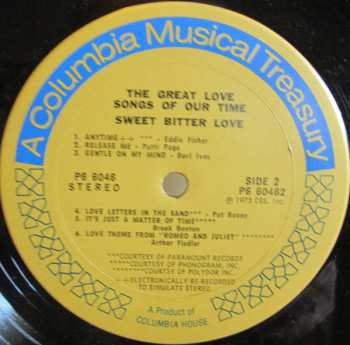 A Columbia Musical Treasury
THE GREAT LOVE
SONGS OF OUR TIME
SWEET BITTER LOVE
1. ANYTIME++ *** - Eddie Fisher
2. RELEASE ME - Patti Page
3. GENTLE ON MY MIND - Burl Ives
P6 6046
STEREO
SIDE 2
P6 60462
℗ 1973 CBS, Inc.
4. LOVE LETTERS IN THE SAND*** - Pat Boone
5. IT'S JUST A MATTER OF TIME*****
Brook Benton
6. LOVE THEME FROM "ROMEO AND JULIET" *******
Arthur Fiedler
***COURTESY OF PARAMOUNT RECORDS
*****COURTESY OF PHONOGRAM, INC.
*******COURTESY OF POLYDOR INC.
++ELECTRONICALLY RE-RECORDED
TO SIMULATE STEREO.
A Product of
COLUMBIA HOUSE